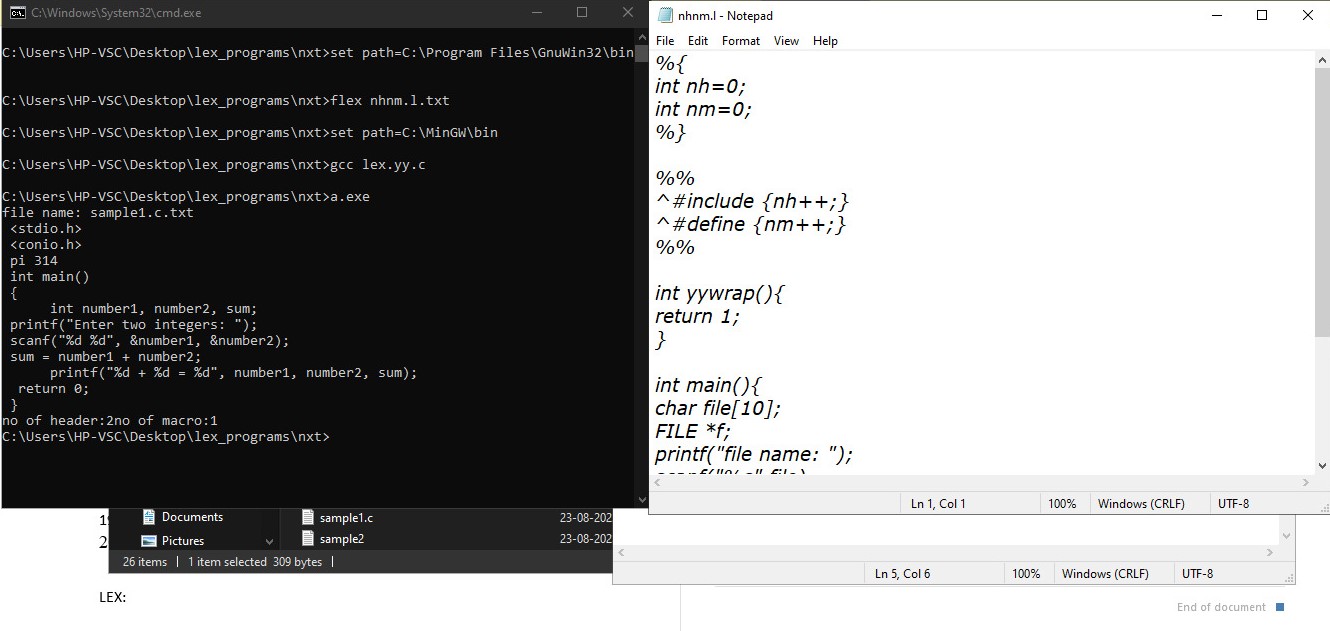 C:\Windows\System32\cmd.exe
C:\Users\HP-VSC\Desktop\lex_programs\nxt>set path=C:\Program Files\GnuWin32\bin
C:\Users\HP-VSC\Desktop\lex_programs\nxt>flex nhnm.l.txt
C:\Users\HP-VSC\Desktop\lex_programs\nxt>set path=C:\MinGW\bin
C:\Users\HP-VSC\Desktop\lex_programs\nxt>gcc lex.yy.c
C:\Users\HP-VSC\Desktop\lex_programs\nxt>a.exe
file name: sample1.c.txt
<stdio.h>
<conio.h>
pi 314
int main()
{
int number1, number2, sum;
printf("Enter two integers: ");
scanf("%d %d", &number1, &number2);
sum = number1 + number2;
printf("%d + %d = %d", number1, number2, sum);
return 0;
}
no of header:2no of macro:1
C:\Users\HP-VSC\Desktop\lex_programs\nxt>
nhnm.l - Notepad
File Edit Format View Help
%{
int nh=0;
int nm=0;
%}
%%
^#include {nh++;}
^#define {nm++;}
%%
int yywrap(){
return 1;
}
int main(){
char file[10];
FILE *f;
printf("file name: ");
Ln 1, Col 1 100% Windows (CRLF) UTF-8
Documents sample1.c 23-08-202
Pictures sample2 23-08-202
26 items 1 item selected 309 bytes
Ln 5, Col 6 100% Windows (CRLF) UTF-8
LEX:
End of document